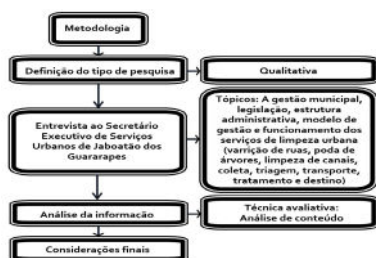 Metodologia
Definição do tipo de pesquisa
Qualitativa
Entrevista ao Secretário
Executivo de Serviços
Urbanos de Jaboatão dos
Guararapes
Tópicos: A gestão municipal,
legislação, estrutura
administrativa, modelo de
gestão e funcionamento dos
serviços de limpeza urbana
(varrição de ruas, poda de
árvores, limpeza de canais,
coleta, triagem, transporte,
tratamento e destino)
Análise da informação
Técnica avaliativa:
Análise de conteúdo
Considerações finais